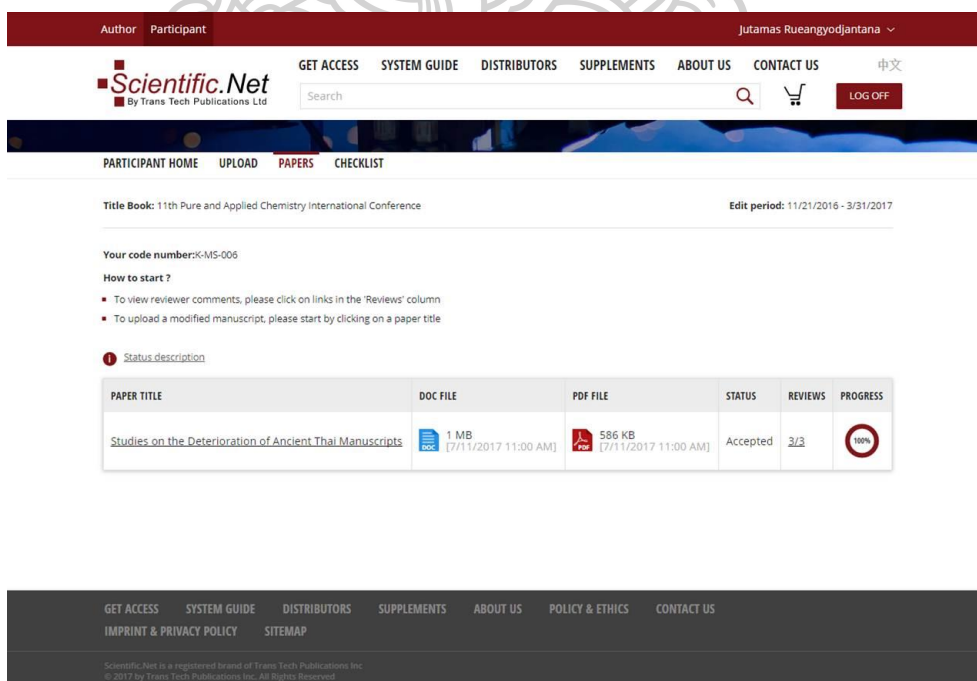 Author Participant Jutamas Rueangyodjantana
GET ACCESS SYSTEM GUIDE DISTRIBUTORS SUPPLEMENTS ABOUT US CONTACT US 中文
Scientific.Net
By Trans Tech Publications Ltd
Search
LOG OFF
PARTICIPANT HOME UPLOAD PAPERS CHECKLIST
Title Book: 11th Pure and Applied Chemistry International Conference Edit period: 11/21/2016 - 3/31/2017
Your code number:K-MS-006
How to start ?
To view reviewer comments, please click on links in the 'Reviews' column
To upload a modified manuscript, please start by clicking on a paper title
i Status description
PAPER TITLE DOC FILE PDF FILE STATUS REVIEWS PROGRESS
Studies on the Deterioration of Ancient Thai Manuscripts DOC 1 MB [7/11/2017 11:00 AM] PDF 586 KB [7/11/2017 11:00 AM] Accepted 3/3 100%
GET ACCESS SYSTEM GUIDE DISTRIBUTORS SUPPLEMENTS ABOUT US POLICY & ETHICS CONTACT US
IMPRINT & PRIVACY POLICY SITEMAP
Scientific.Net is a registered brand of Trans Tech Publications Inc
© 2017 by Trans Tech Publications Inc. All Rights Reserved